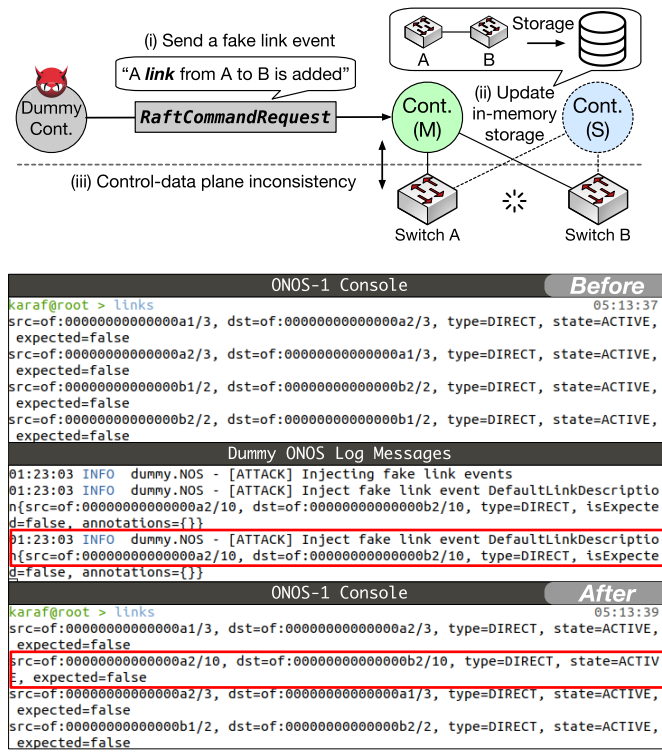 (i) Send a fake link event
"A link from A to B is added"
Dummy
Cont.
RaftCommandRequest
Storage
A
B
Cont.
(M)
(ii) Update
in-memory
storage
Cont.
(S)
(iii) Control-data plane inconsistency
Switch A
Switch B
ONOS-1 Console
Before
karaf@root > links
05:13:37
src=of:00000000000000a1/3, dst=of:00000000000000a2/3, type=DIRECT, state=ACTIVE,
expected=false
src=of:00000000000000a2/3, dst=of:00000000000000a1/3, type=DIRECT, state=ACTIVE,
expected=false
src=of:00000000000000b1/2, dst=of:00000000000000b2/2, type=DIRECT, state=ACTIVE,
expected=false
src=of:00000000000000b2/2, dst=of:00000000000000b1/2, type=DIRECT, state=ACTIVE,
expected=false
Dummy ONOS Log Messages
01:23:03 INFO dummy.NOS - [ATTACK] Injecting fake link events
01:23:03 INFO dummy.NOS - [ATTACK] Inject fake link event DefaultLinkDescriptio
n{src=of:00000000000000a2/10, dst=of:00000000000000b2/10, type=DIRECT, isExpecte
d=false, annotations={}}
01:23:03 INFO dummy.NOS - [ATTACK] Inject fake link event DefaultLinkDescriptio
n{src=of:00000000000000a2/10, dst=of:00000000000000b2/10, type=DIRECT, isExpecte
d=false, annotations={}}
ONOS-1 Console
After
karaf@root > links
05:13:39
src=of:00000000000000a1/3, dst=of:00000000000000a2/3, type=DIRECT, state=ACTIVE,
expected=false
src=of:00000000000000a2/10, dst=of:00000000000000b2/10, type=DIRECT, state=ACTIV
E, expected=false
src=of:00000000000000a2/3, dst=of:00000000000000a1/3, type=DIRECT, state=ACTIVE,
expected=false
src=of:00000000000000b1/2, dst=of:00000000000000b2/2, type=DIRECT, state=ACTIVE,
expected=false